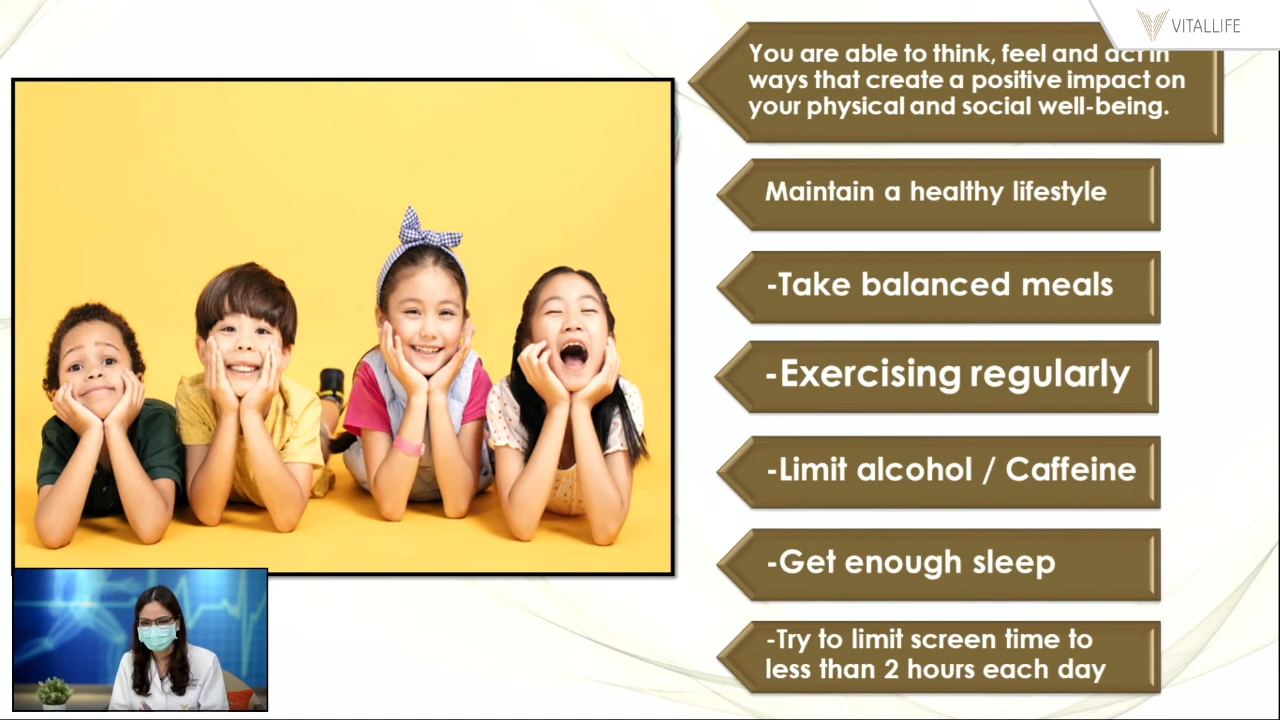 VITALLIFE
You are able to think, feel and act in
ways that create a positive impact on
your physical and social well-being.
Maintain a healthy lifestyle
-Take balanced meals
-Exercising regularly
-Limit alcohol / Caffeine
-Get enough sleep
-Try to limit screen time to
less than 2 hours each day